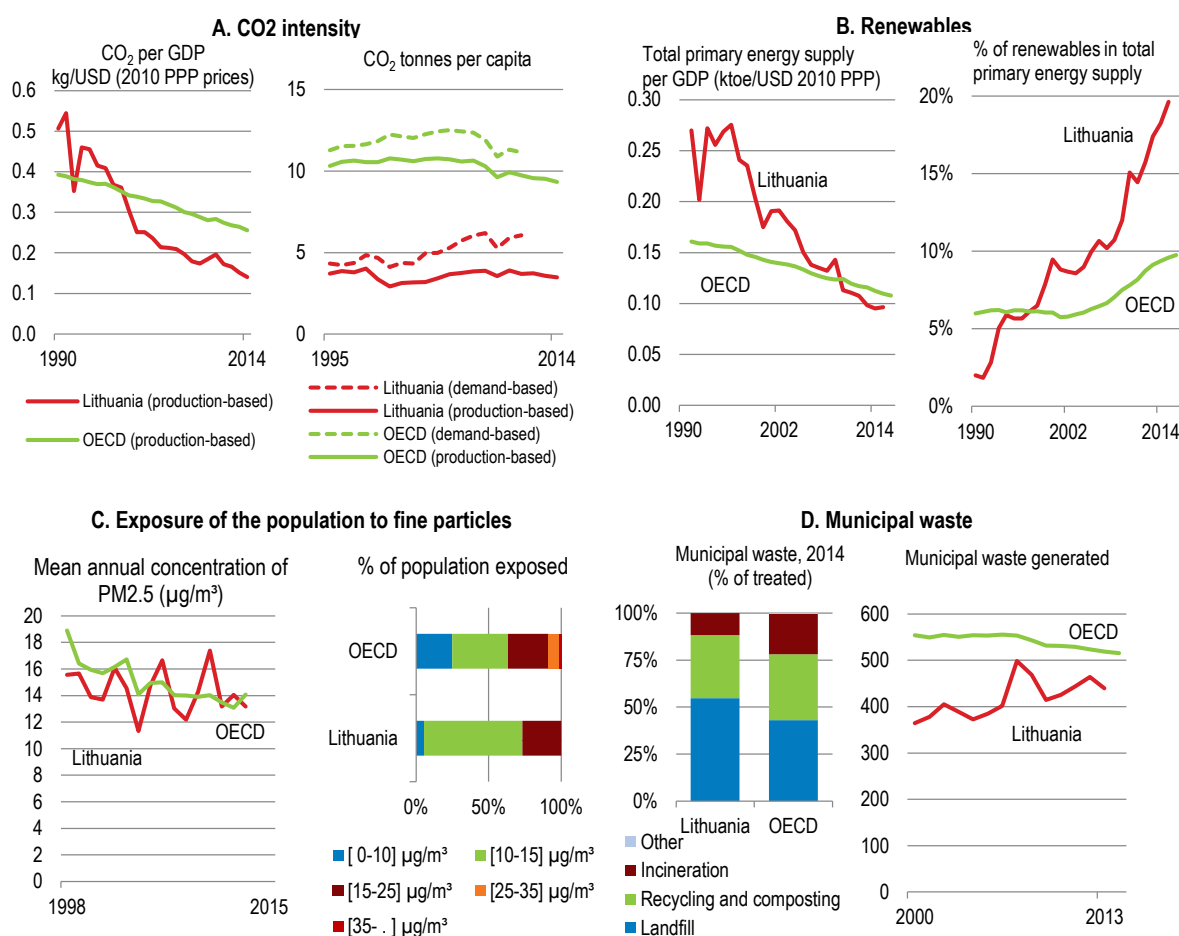 A. CO2 intensity
CO₂ per GDP
kg/USD (2010 PPP prices)
0.6
0.5
0.4
0.3
0.2
0.1
0.0
1990
2014
Lithuania (production-based)
OECD (production-based)
CO₂ tonnes per capita
15
10
5
0
1995
2014
Lithuania (demand-based)
Lithuania (production-based)
OECD (demand-based)
OECD (production-based)
B. Renewables
Total primary energy supply
per GDP (ktoe/USD 2010 PPP)
0.30
0.25
0.20
0.15
0.10
0.05
0.00
Lithuania
OECD
1990
2002
2014
% of renewables in total
primary energy supply
20%
15%
10%
5%
0%
Lithuania
OECD
1990
2002
2014
C. Exposure of the population to fine particles
Mean annual concentration of
PM2.5 (µg/m³)
20
18
16
14
12
10
8
6
4
2
0
OECD
Lithuania
1998
2015
% of population exposed
OECD
Lithuania
0%
50%
100%
[ 0-10] µg/m³
[10-15] µg/m³
[15-25] µg/m³
[25-35] µg/m³
[35- . ] µg/m³
D. Municipal waste
Municipal waste, 2014
(% of treated)
100%
75%
50%
25%
0%
Lithuania
OECD
Other
Incineration
Recycling and composting
Landfill
Municipal waste generated
600
500
400
300
200
100
0
OECD
Lithuania
2000
2013